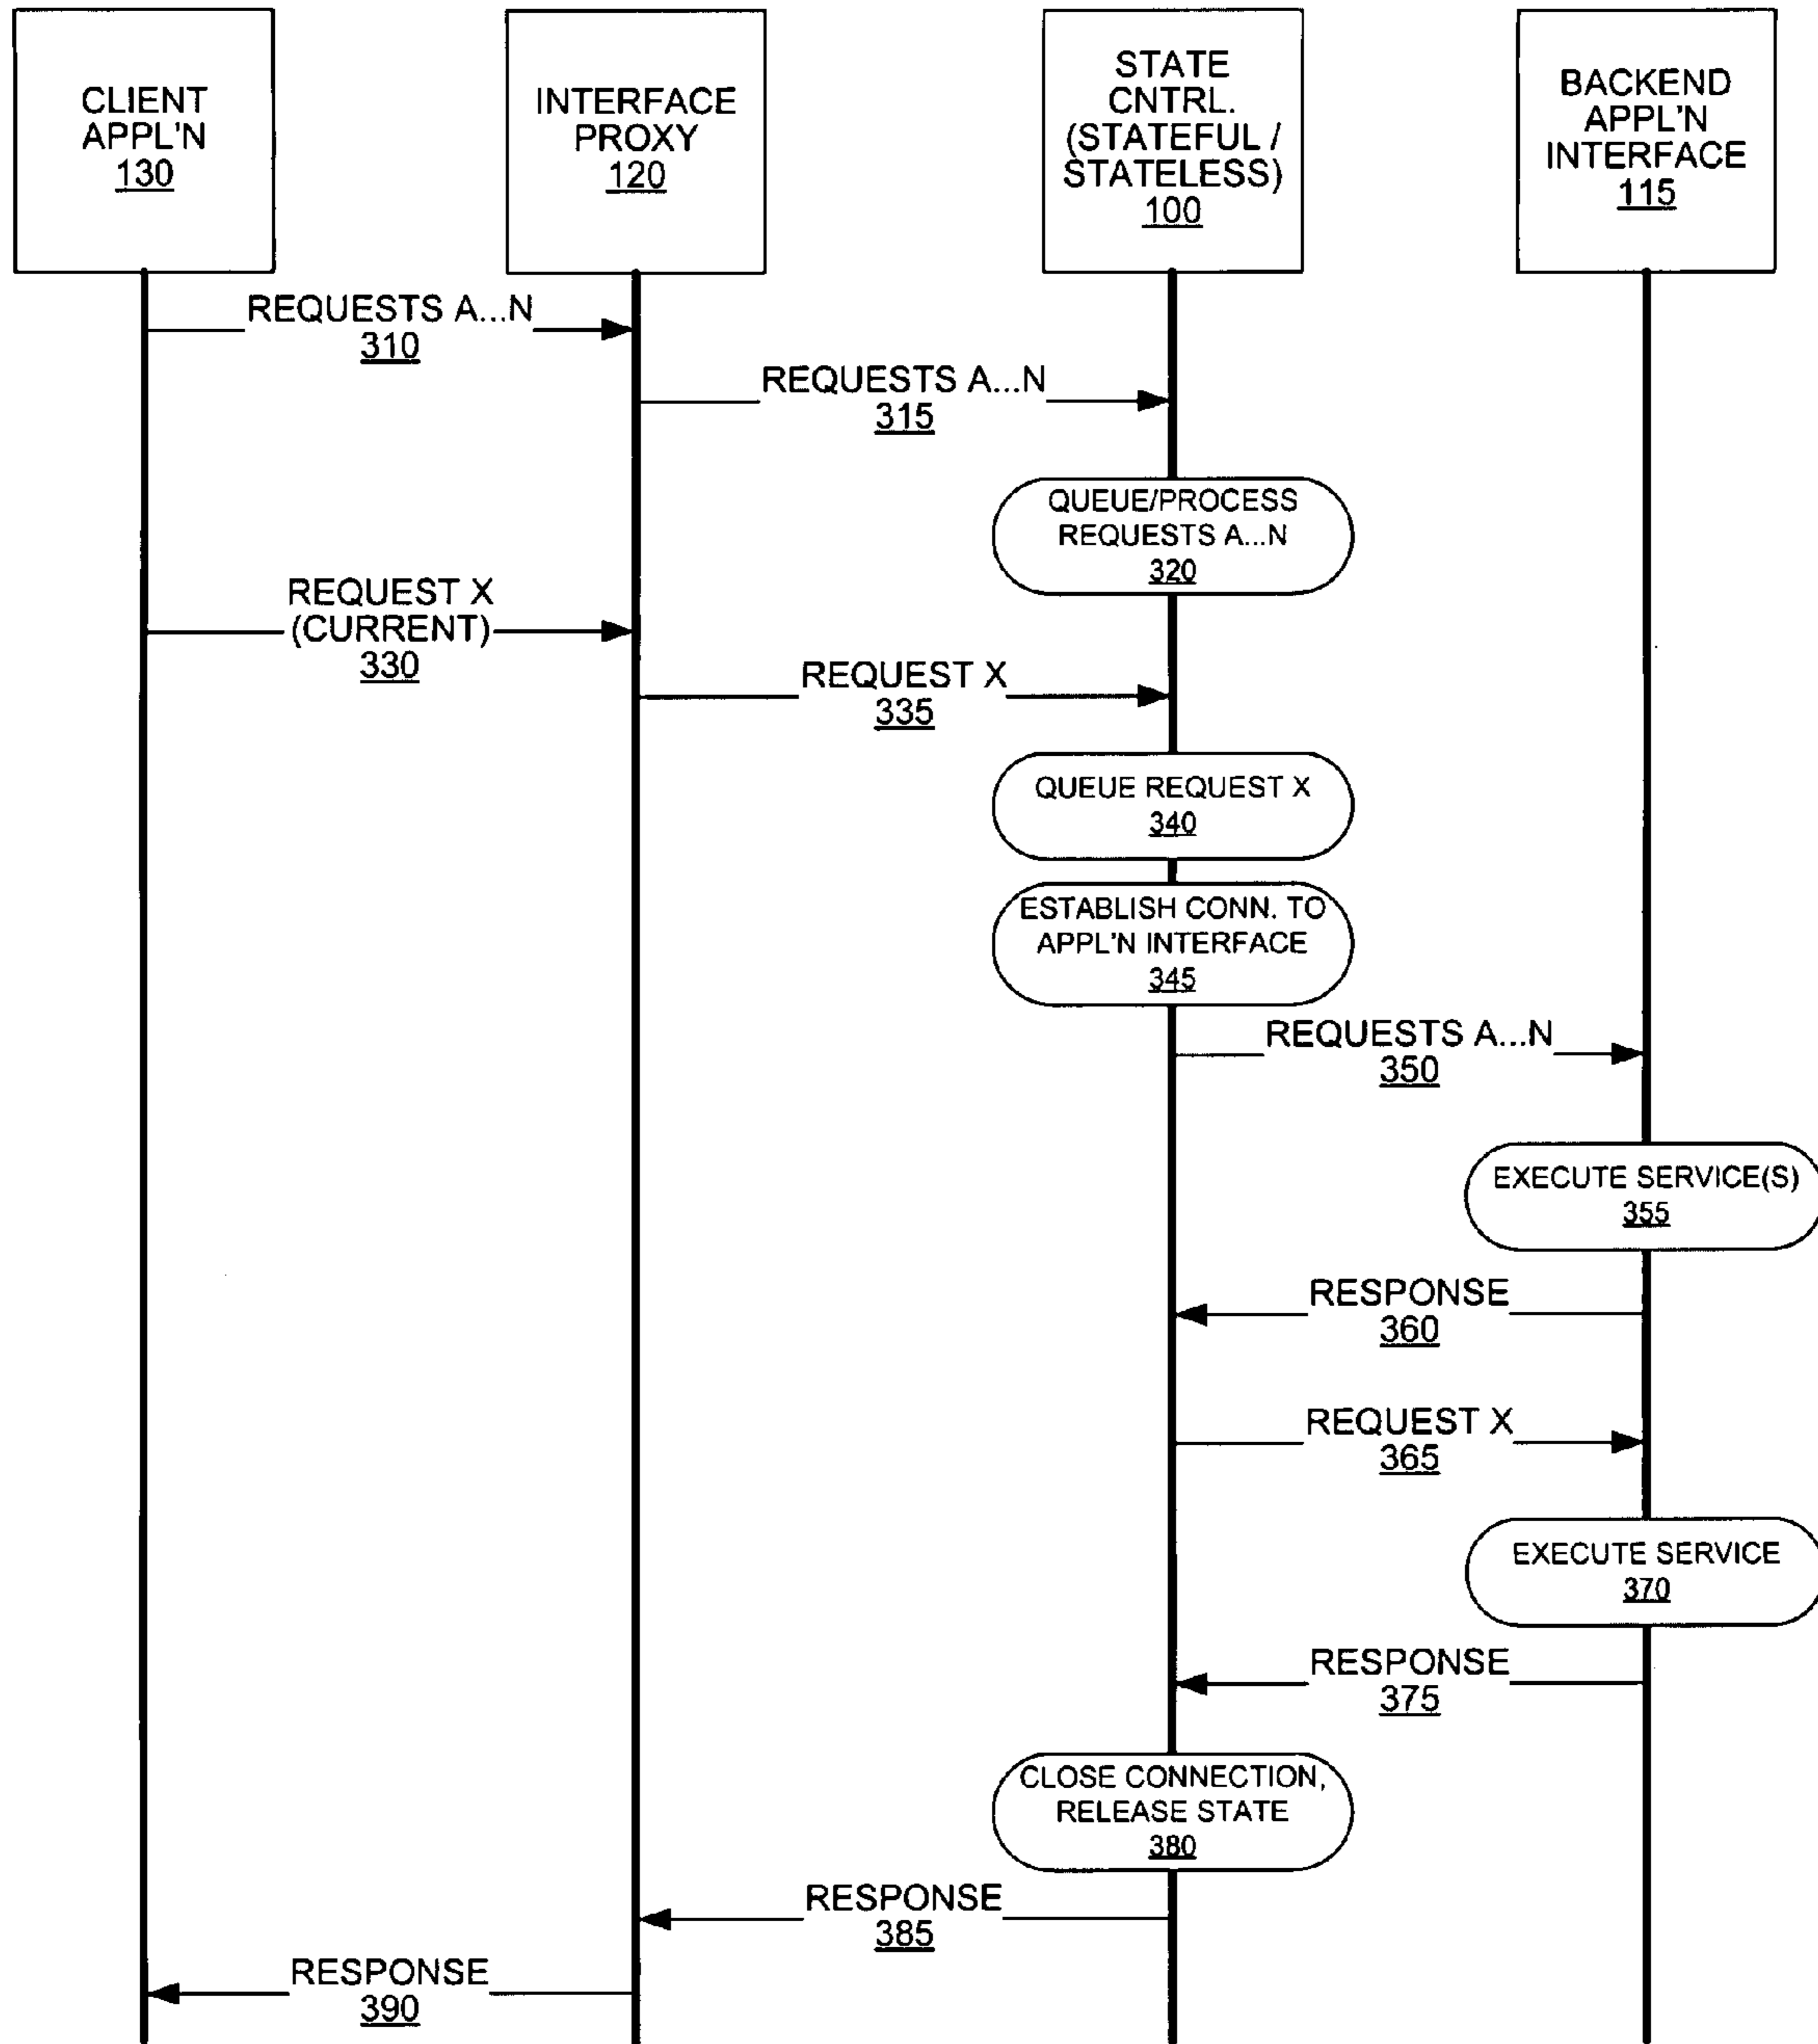 CLIENT
APPL'N
130
INTERFACE
PROXY
120
STATE
CNTRL.
(STATEFUL /
STATELESS)
100
BACKEND
APPL'N
INTERFACE
115
REQUESTS A...N
310
REQUESTS A...N
315
QUEUE/PROCESS
REQUESTS A...N
320
REQUEST X
(CURRENT)
330
REQUEST X
335
QUEUE REQUEST X
340
ESTABLISH CONN. TO
APPL'N INTERFACE
345
REQUESTS A...N
350
EXECUTE SERVICE(S)
355
RESPONSE
360
REQUEST X
365
EXECUTE SERVICE
370
RESPONSE
375
CLOSE CONNECTION,
RELEASE STATE
380
RESPONSE
385
RESPONSE
390